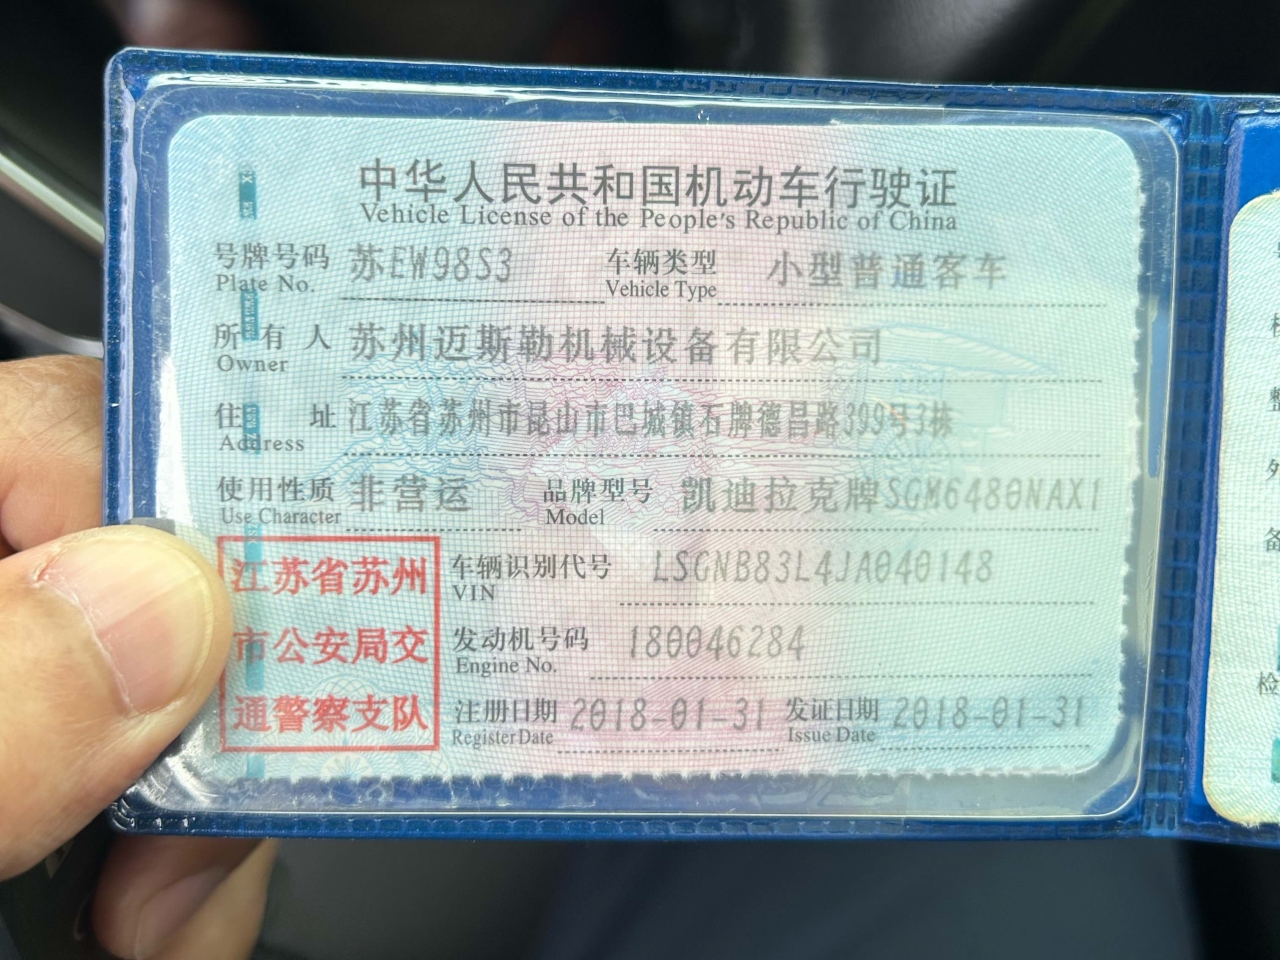 中华人民共和国机动车行驶证
Vehicle License of the People's Republic of China
号牌号码 苏EW98S3 车辆类型 小型普通客车
Plate No. Vehicle Type
所有人 苏州迈斯勒机械设备有限公司
Owner
住址 江苏省苏州市昆山市巴城镇石牌德昌路399号3栋
Address
使用性质 非营运 品牌型号 凯迪拉克牌SGM6480NAX1
Use Character Model
江苏省苏州
市公安局交
通警察支队
车辆识别代号 LSGNB83L4JA040148
VIN
发动机号码 180046284
Engine No.
注册日期 2018-01-31 发证日期 2018-01-31
Register Date Issue Date
检